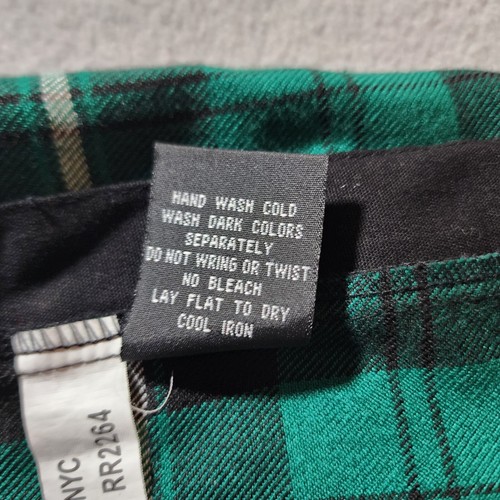 HAND WASH COLD
WASH DARK COLORS
SEPARATELY
DO NOT WRING OR TWIST
NO BLEACH
LAY FLAT TO DRY
COOL IRON
NYC
RR2264